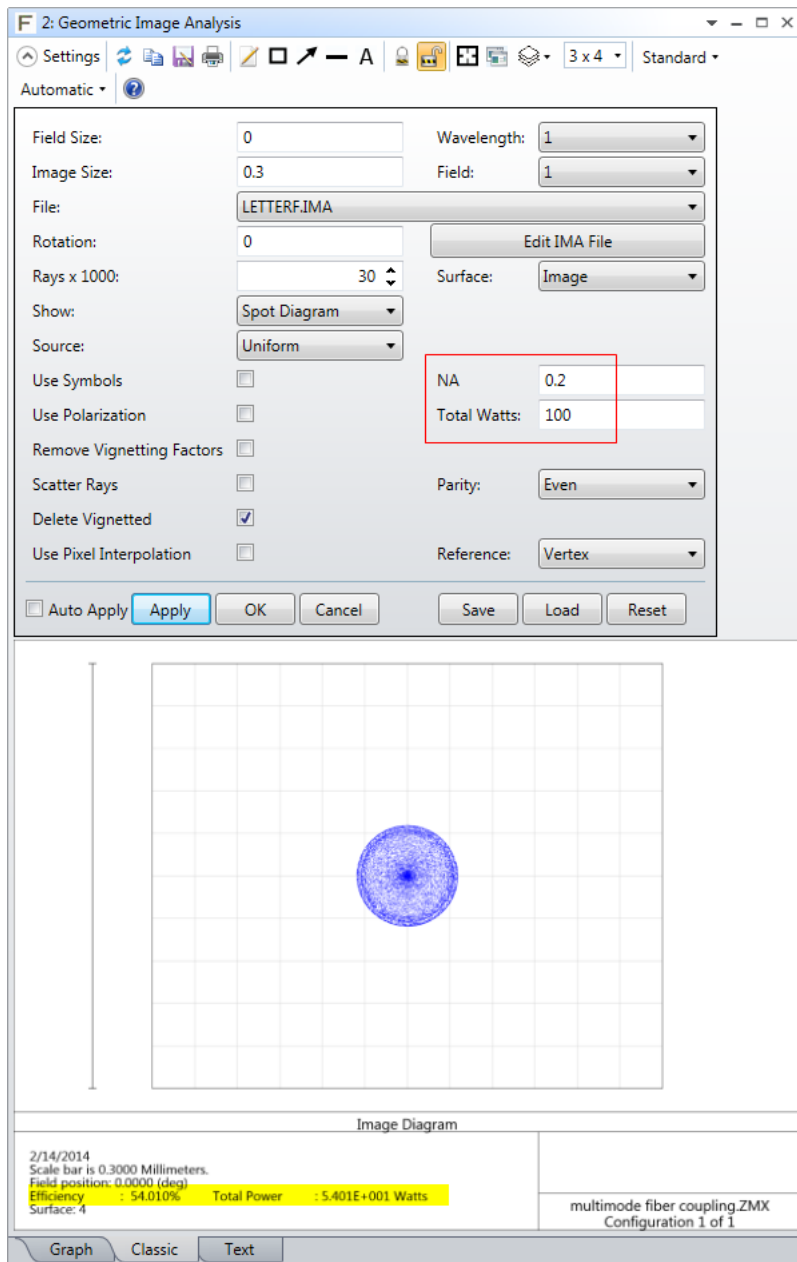 2: Geometric Image Analysis
Settings A 3 x 4 Standard
Automatic
Field Size: 0 Wavelength: 1
Image Size: 0.3 Field: 1
File: LETTERF.IMA
Rotation: 0 Edit IMA File
Rays x 1000: 30 Surface: Image
Show: Spot Diagram
Source: Uniform
Use Symbols NA 0.2
Use Polarization Total Watts: 100
Remove Vignetting Factors
Scatter Rays Parity: Even
Delete Vignetted
Use Pixel Interpolation Reference: Vertex
Auto Apply Apply OK Cancel Save Load Reset
Image Diagram
2/14/2014
Scale bar is 0.3000 Millimeters.
Field position: 0.0000 (deg)
Efficiency : 54.010% Total Power : 5.401E+001 Watts
Surface: 4
multimode fiber coupling.ZMX
Configuration 1 of 1
Graph Classic Text